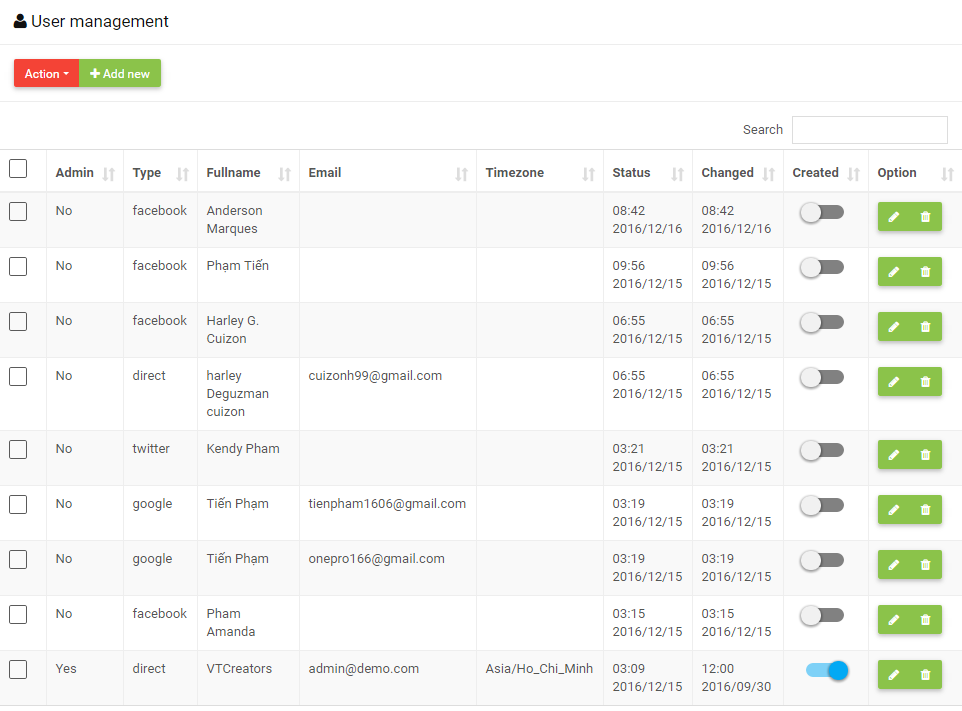 User management
Action
Add new
Search
Admin Type Fullname Email Timezone Status Changed Created Option
No facebook Anderson 08:42 08:42
Marques 2016/12/16 2016/12/16
No facebook Phạm Tiến 09:56 09:56
2016/12/15 2016/12/15
No facebook Harley G. 06:55 06:55
Cuizon 2016/12/15 2016/12/15
No direct harley cuizonh99@gmail.com 06:55 06:55
Deguzman 2016/12/15 2016/12/15
cuizon
No twitter Kendy Pham 03:21 03:21
2016/12/15 2016/12/15
No google Tiến Phạm tienpham1606@gmail.com 03:19 03:19
2016/12/15 2016/12/15
No google Tiến Phạm onepro166@gmail.com 03:19 03:19
2016/12/15 2016/12/15
No facebook Pham 03:15 03:15
Amanda 2016/12/15 2016/12/15
Yes direct VTCreators admin@demo.com Asia/Ho_Chi_Minh 03:09 12:00
2016/12/15 2016/09/30